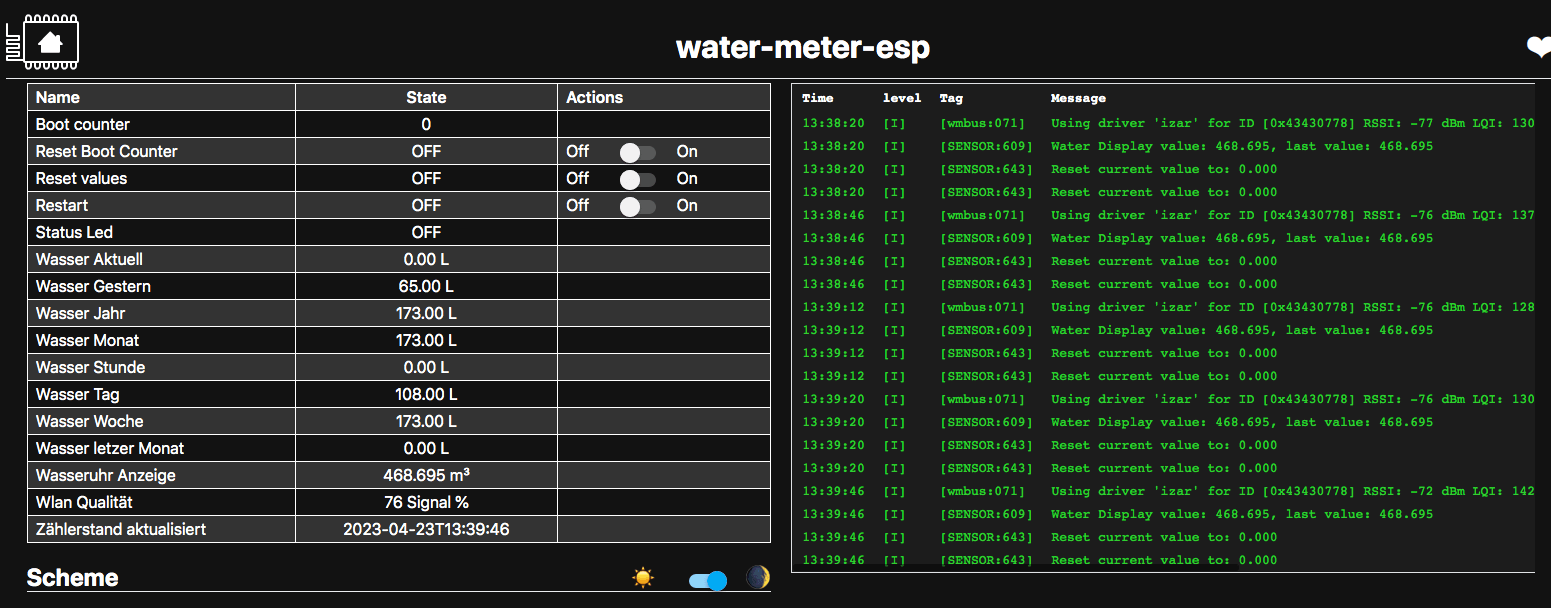 water-meter-esp
Name State Actions
Boot counter 0
Reset Boot Counter OFF Off On
Reset values OFF Off On
Restart OFF Off On
Status Led OFF
Wasser Aktuell 0.00 L
Wasser Gestern 65.00 L
Wasser Jahr 173.00 L
Wasser Monat 173.00 L
Wasser Stunde 0.00 L
Wasser Tag 108.00 L
Wasser Woche 173.00 L
Wasser letzer Monat 0.00 L
Wasseruhr Anzeige 468.695 m³
Wlan Qualität 76 Signal %
Zählerstand aktualisiert 2023-04-23T13:39:46
Scheme
Time level Tag Message
13:38:20 [I] [wmbus:071] Using driver 'izar' for ID [0x43430778] RSSI: -77 dBm LQI: 130
13:38:20 [I] [SENSOR:609] Water Display value: 468.695, last value: 468.695
13:38:20 [I] [SENSOR:643] Reset current value to: 0.000
13:38:20 [I] [SENSOR:643] Reset current value to: 0.000
13:38:46 [I] [wmbus:071] Using driver 'izar' for ID [0x43430778] RSSI: -76 dBm LQI: 137
13:38:46 [I] [SENSOR:609] Water Display value: 468.695, last value: 468.695
13:38:46 [I] [SENSOR:643] Reset current value to: 0.000
13:38:46 [I] [SENSOR:643] Reset current value to: 0.000
13:39:12 [I] [wmbus:071] Using driver 'izar' for ID [0x43430778] RSSI: -76 dBm LQI: 128
13:39:12 [I] [SENSOR:609] Water Display value: 468.695, last value: 468.695
13:39:12 [I] [SENSOR:643] Reset current value to: 0.000
13:39:12 [I] [SENSOR:643] Reset current value to: 0.000
13:39:20 [I] [wmbus:071] Using driver 'izar' for ID [0x43430778] RSSI: -76 dBm LQI: 130
13:39:20 [I] [SENSOR:609] Water Display value: 468.695, last value: 468.695
13:39:20 [I] [SENSOR:643] Reset current value to: 0.000
13:39:20 [I] [SENSOR:643] Reset current value to: 0.000
13:39:46 [I] [wmbus:071] Using driver 'izar' for ID [0x43430778] RSSI: -72 dBm LQI: 142
13:39:46 [I] [SENSOR:609] Water Display value: 468.695, last value: 468.695
13:39:46 [I] [SENSOR:643] Reset current value to: 0.000
13:39:46 [I] [SENSOR:643] Reset current value to: 0.000